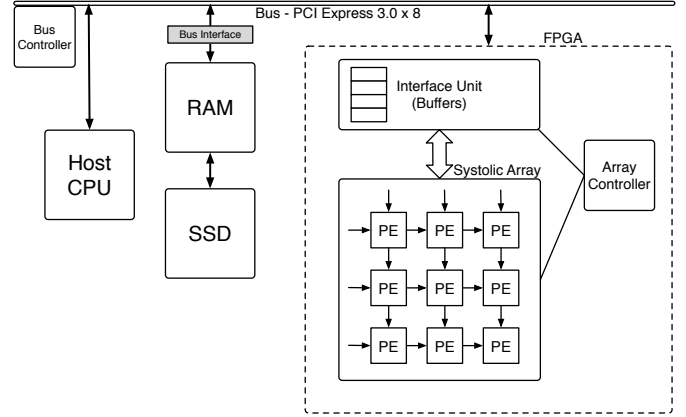 Bus - PCI Express 3.0 x 8
Bus
Controller
Bus Interface
FPGA
RAM
Interface Unit
(Buffers)
Host
CPU
Systolic Array
Array
Controller
SSD
PE PE PE
PE PE PE
PE PE PE